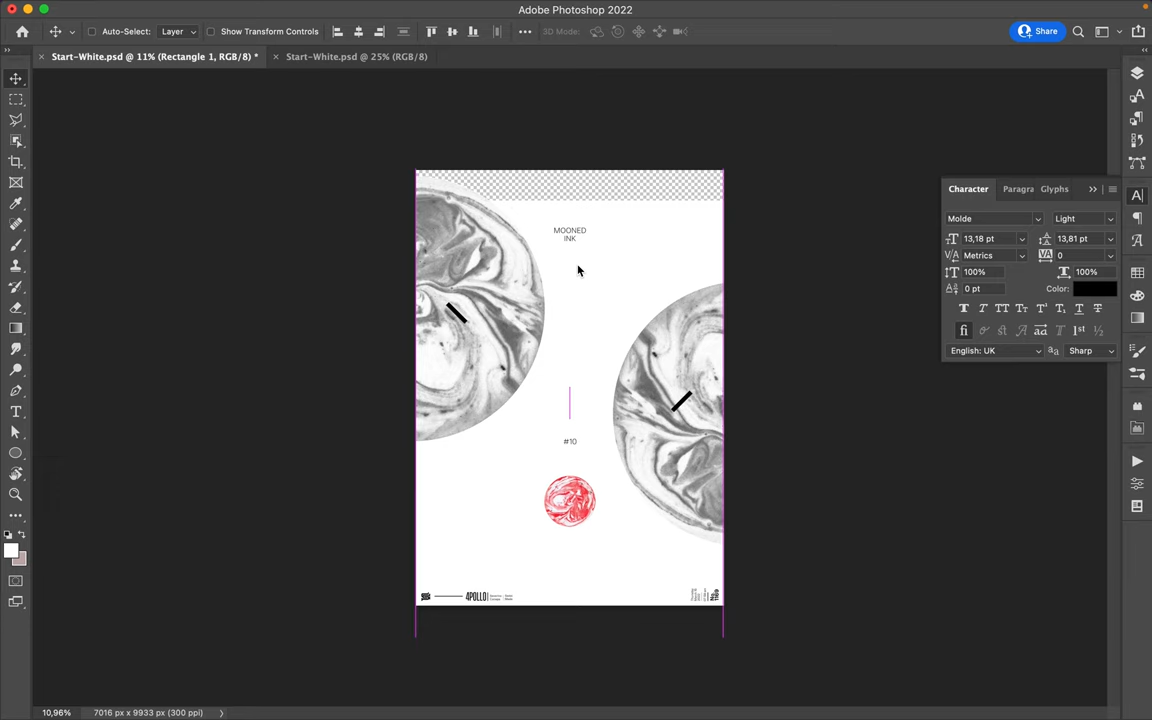 Adobe Photoshop 2022
Auto-Select:
Layer
Show Transform Controls
3D Mode:
Share
Start-White.psd @ 11% (Rectangle 1, RGB/8) *
Start-White.psd @ 25% (RGB/8)
Character
Paragra
Glyphs
Molde
Light
13,18 pt
13,81 pt
Metrics
0
100%
100%
0 pt
Color:
English: UK
Sharp
MOONED
INK
#10
4POLLO
No.
1169
10,96%
7016 px x 9933 px (300 ppi)